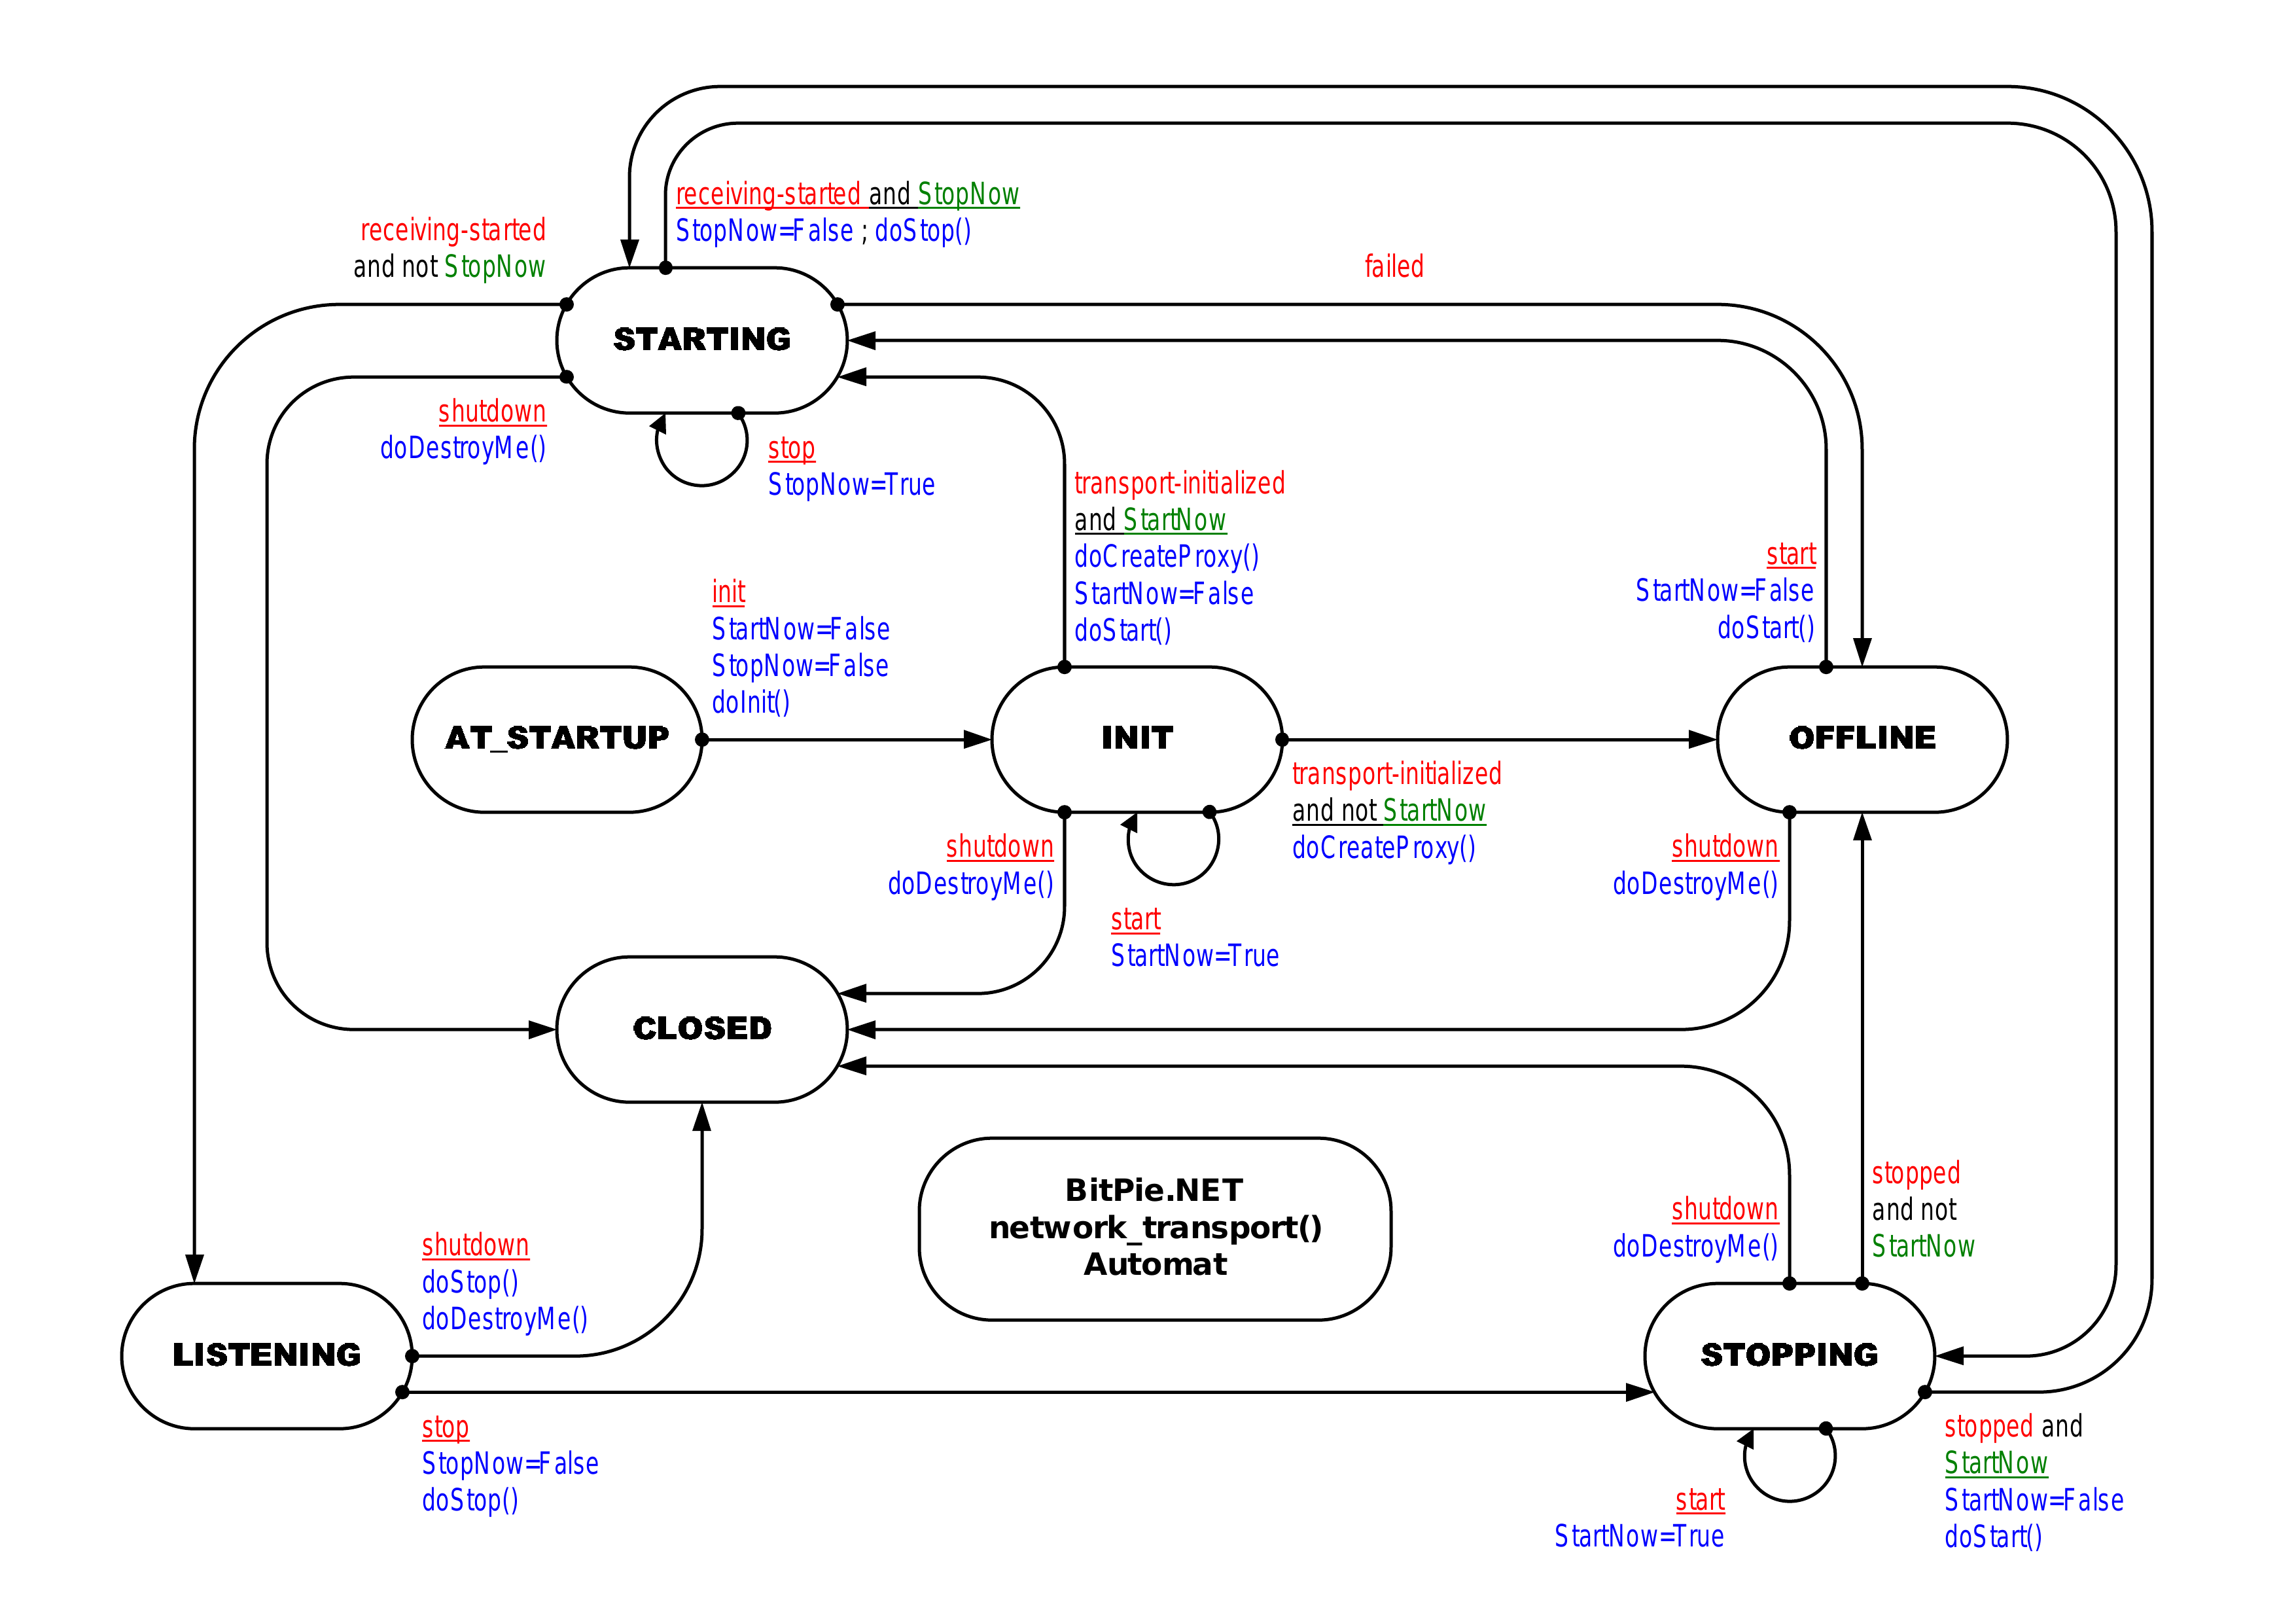 receiving-started and StopNow
StopNow=False ; doStop()
receiving-started
and not StopNow
failed
STARTING
shutdown
doDestroyMe()
stop
StopNow=True
transport-initialized
and StartNow
doCreateProxy()
StartNow=False
doStart()
start
StartNow=False
doStart()
init
StartNow=False
StopNow=False
doInit()
AT_STARTUP
INIT
OFFLINE
transport-initialized
and not StartNow
doCreateProxy()
shutdown
doDestroyMe()
shutdown
doDestroyMe()
start
StartNow=True
CLOSED
BitPie.NET
network_transport()
Automat
stopped
and not
StartNow
shutdown
doDestroyMe()
shutdown
doStop()
doDestroyMe()
LISTENING
STOPPING
stop
StopNow=False
doStop()
stopped and
StartNow
StartNow=False
doStart()
start
StartNow=True